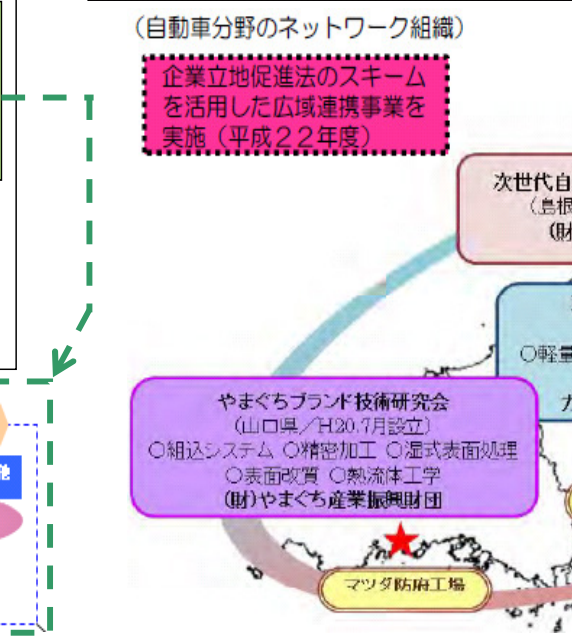 （自動車分野のネットワーク組織）
企業立地促進法のスキーム
を活用した広域連携事業を
実施（平成２２年度）
次世代自
（島根
(財
○軽量
やまぐちブランド技術研究会
（山口県／H20.7月設立）
○組込システム ○精密加工 ○湿式表面処理
○表面改質 ○熱流体工学
(財)やまぐち産業振興財団
マツダ防府工場